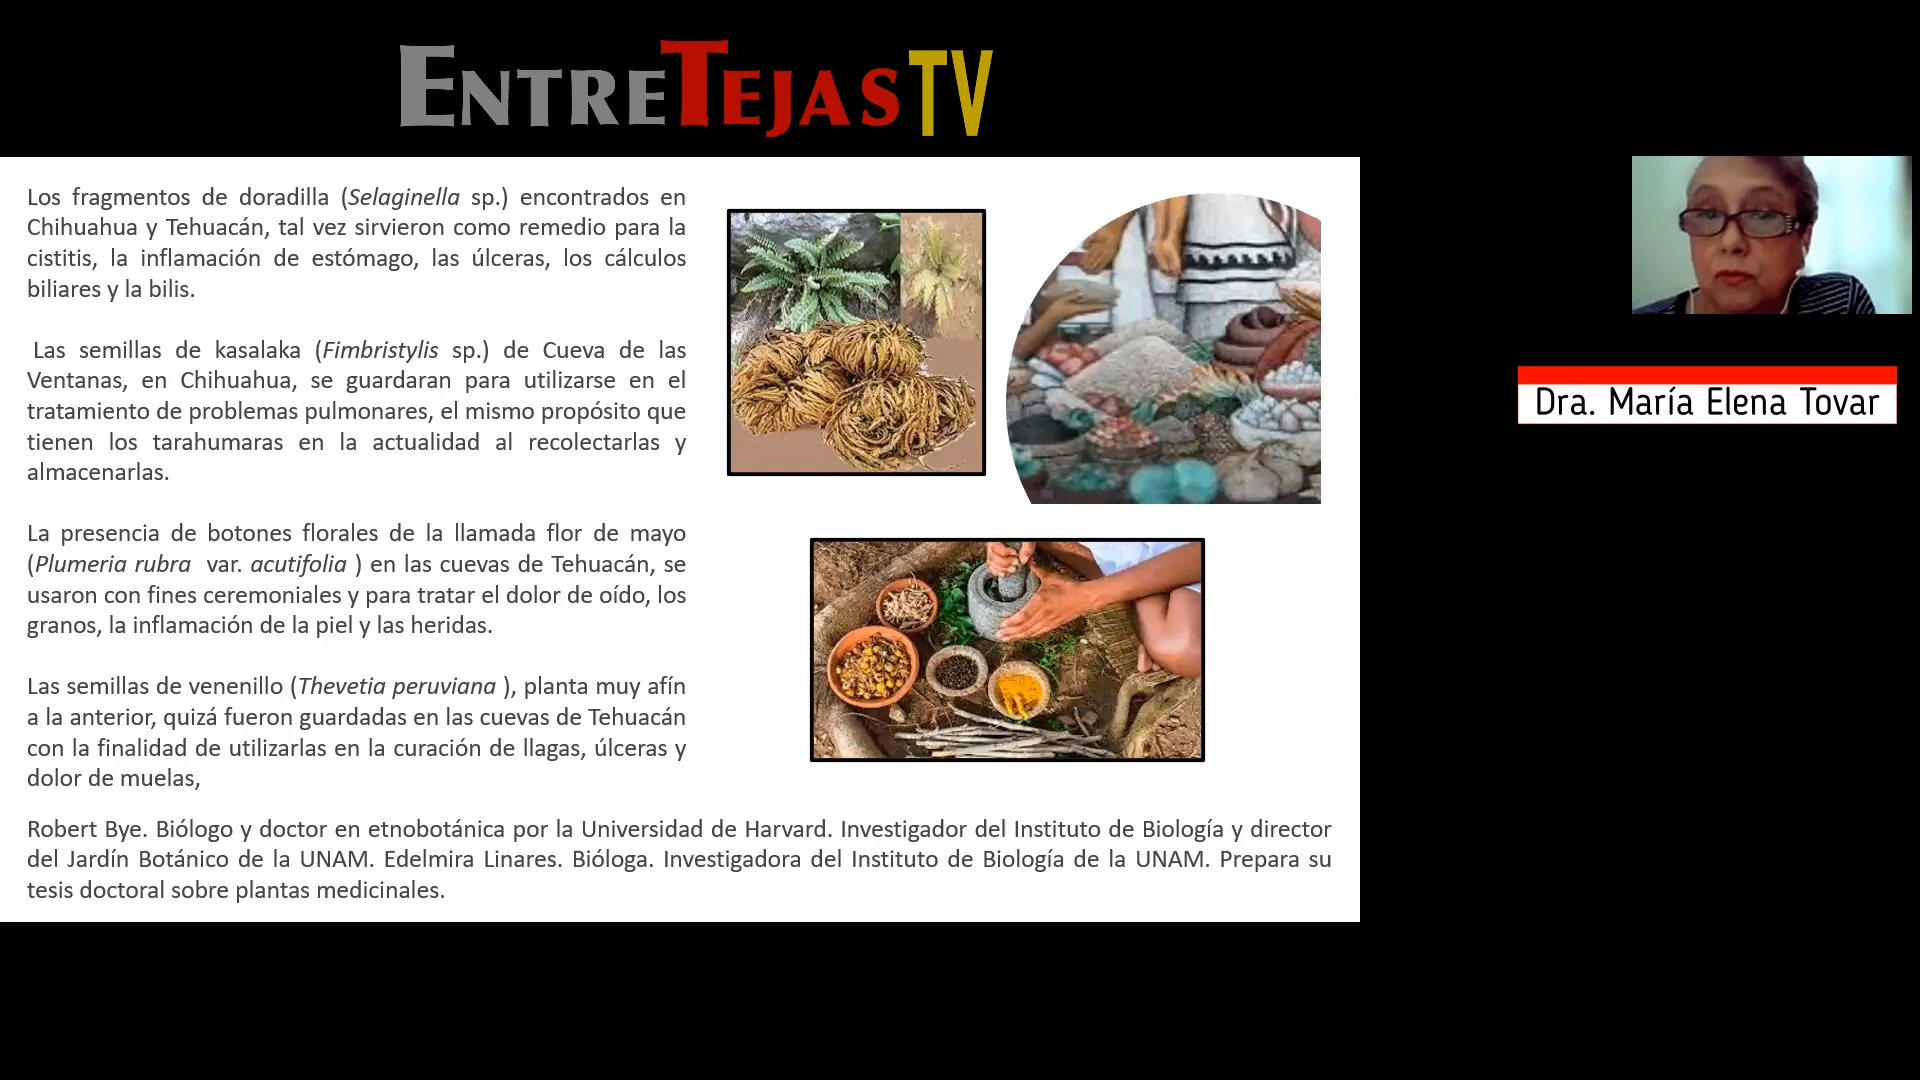 ENTRETEJASTV
Los fragmentos de doradilla (Selaginella sp.) encontrados en
Chihuahua y Tehuacán, tal vez sirvieron como remedio para la
cistitis, la inflamación de estómago, las úlceras, los cálculos
biliares y la bilis.
Las semillas de kasalaka (Fimbristylis sp.) de Cueva de las
Ventanas, en Chihuahua, se guardaran para utilizarse en el
tratamiento de problemas pulmonares, el mismo propósito que
tienen los tarahumaras en la actualidad al recolectarlas y
almacenarlas.
La presencia de botones florales de la llamada flor de mayo
(Plumeria rubra var. acutifolia ) en las cuevas de Tehuacán, se
usaron con fines ceremoniales y para tratar el dolor de oído, los
granos, la inflamación de la piel y las heridas.
Las semillas de venenillo (Thevetia peruviana ), planta muy afín
a la anterior, quizá fueron guardadas en las cuevas de Tehuacán
con la finalidad de utilizarlas en la curación de llagas, úlceras y
dolor de muelas,
Robert Bye. Biólogo y doctor en etnobotánica por la Universidad de Harvard. Investigador del Instituto de Biología y director
del Jardín Botánico de la UNAM. Edelmira Linares. Bióloga. Investigadora del Instituto de Biología de la UNAM. Prepara su
tesis doctoral sobre plantas medicinales.
Dra. María Elena Tovar